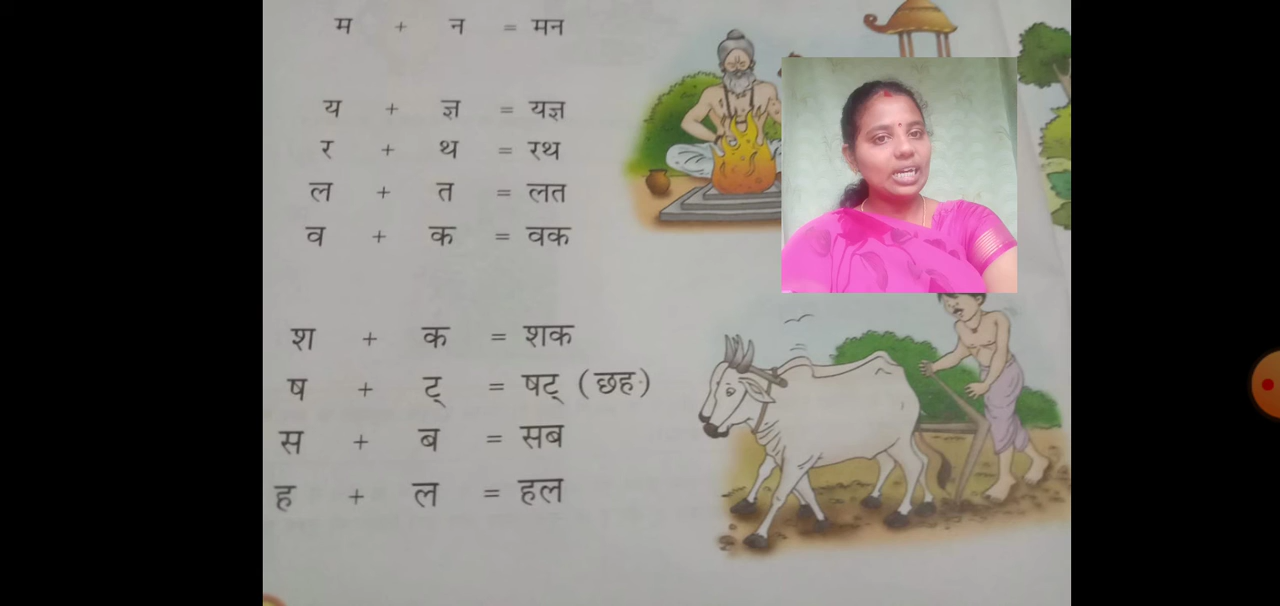 म + न = मन
य + ज्ञ = यज्ञ
र + थ = रथ
ल + त = लत
व + क = वक
श + क = शक
ष + ट् = षट् (छह)
स + ब = सब
ह + ल = हल